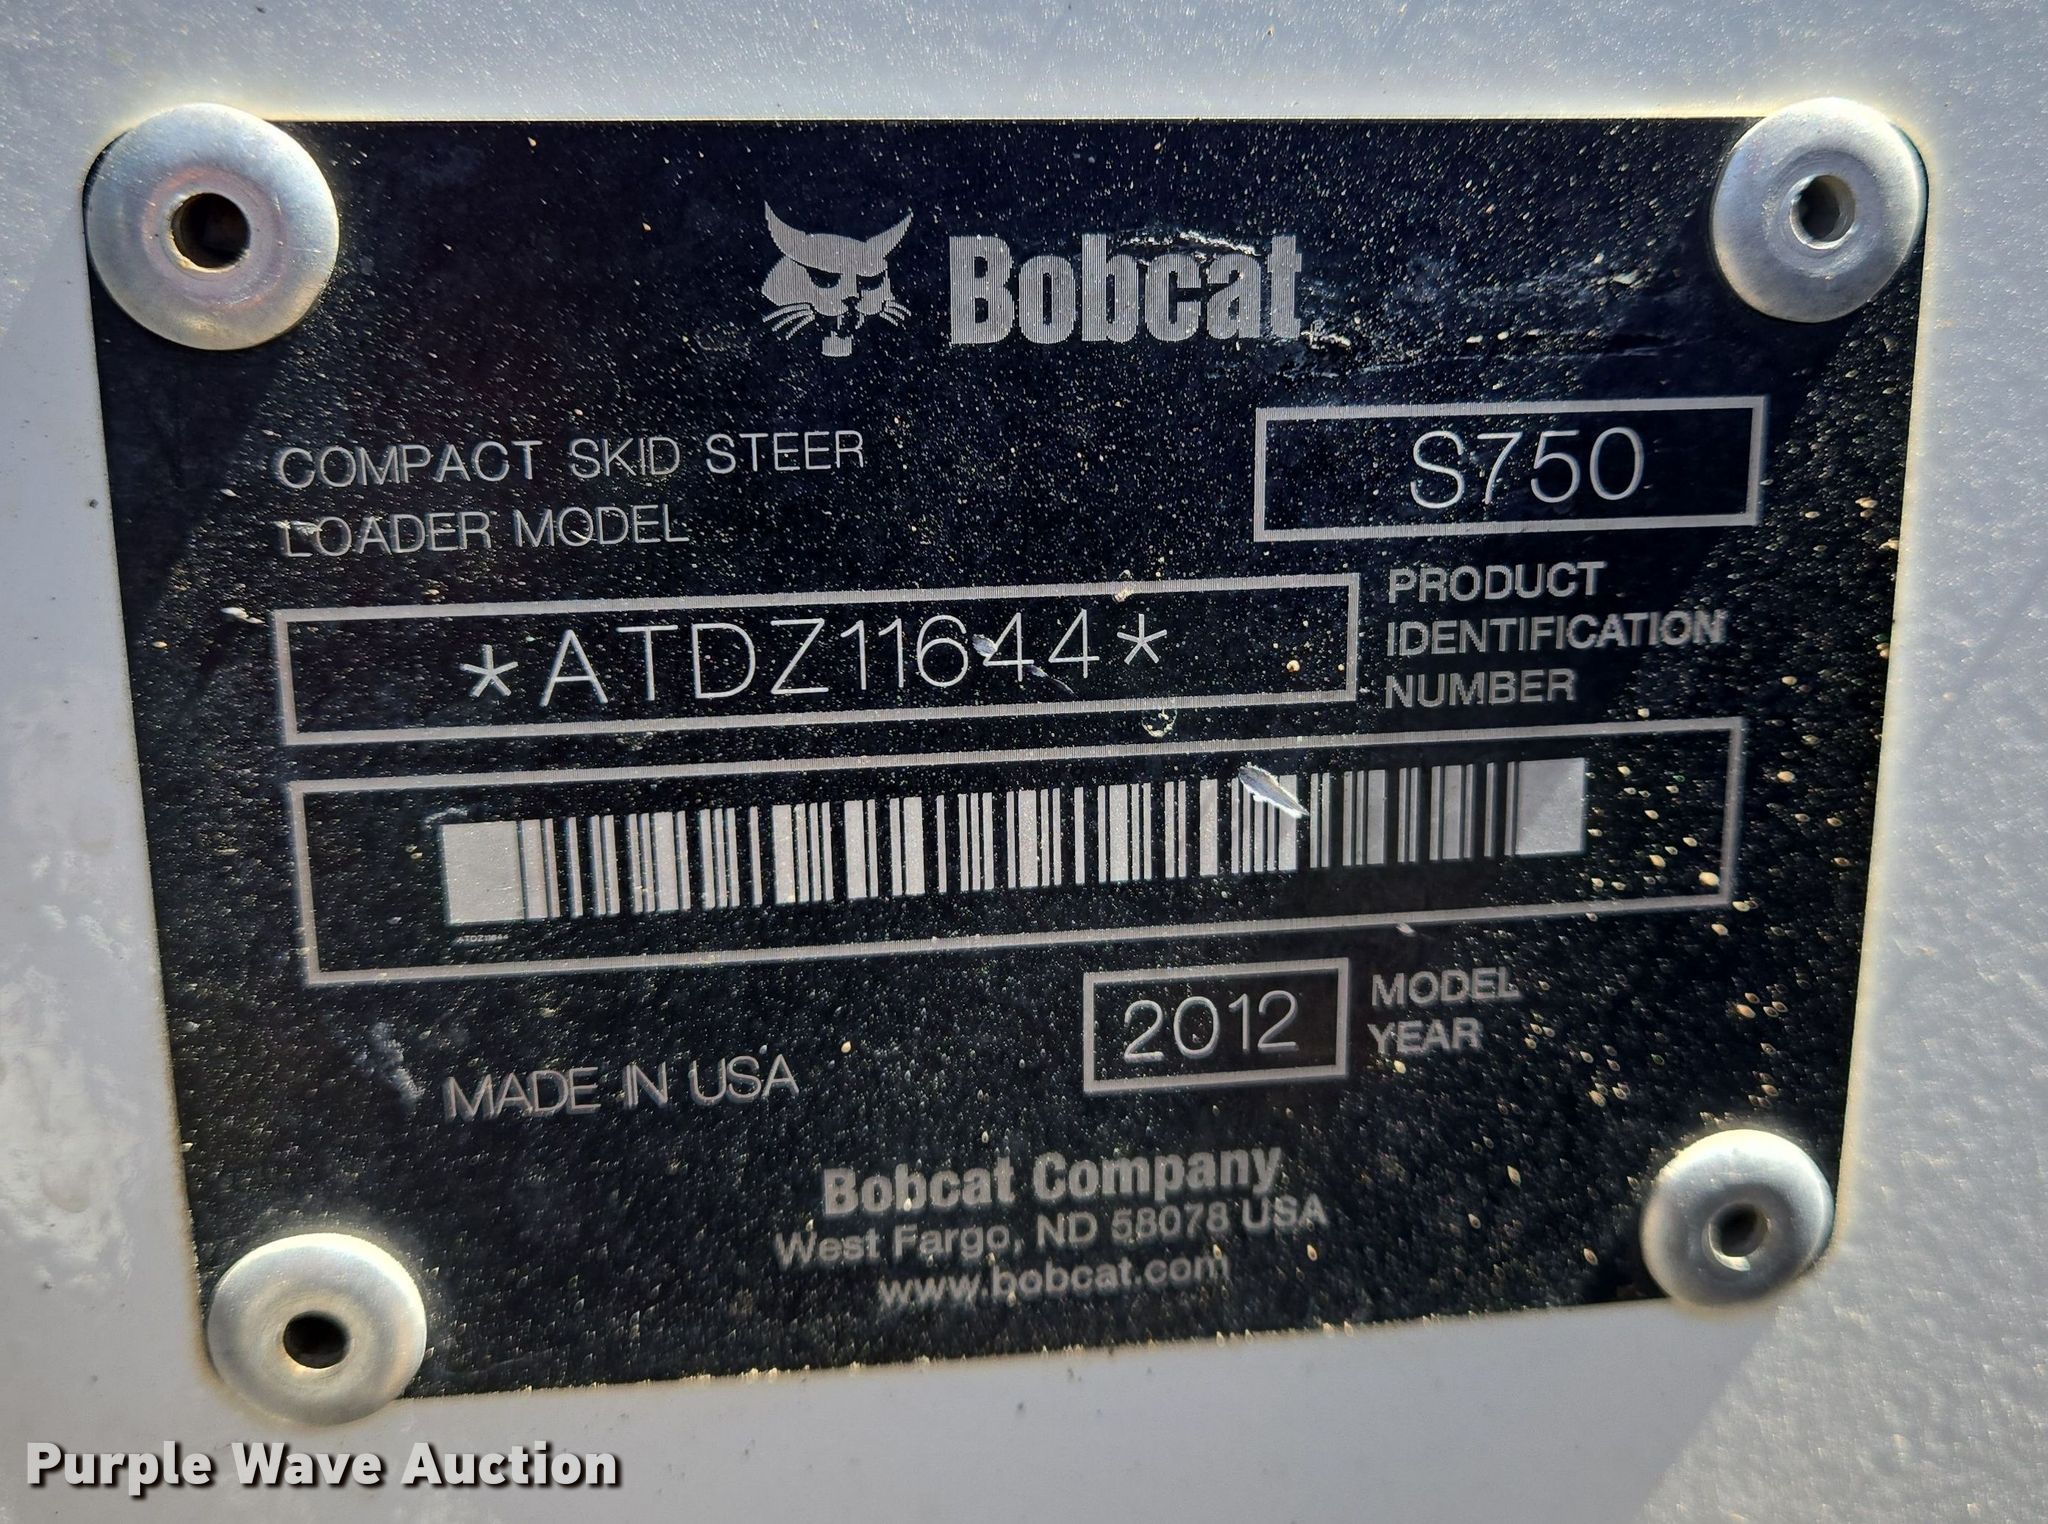 Bobcat
COMPACT SKID STEER
LOADER MODEL
S750
*ATDZ11644*
PRODUCT
IDENTIFICATION
NUMBER
ATDZ11644
2012
MODEL
YEAR
MADE IN USA
Bobcat Company
West Fargo, ND 58078 USA
www.bobcat.com
Purple Wave Auction